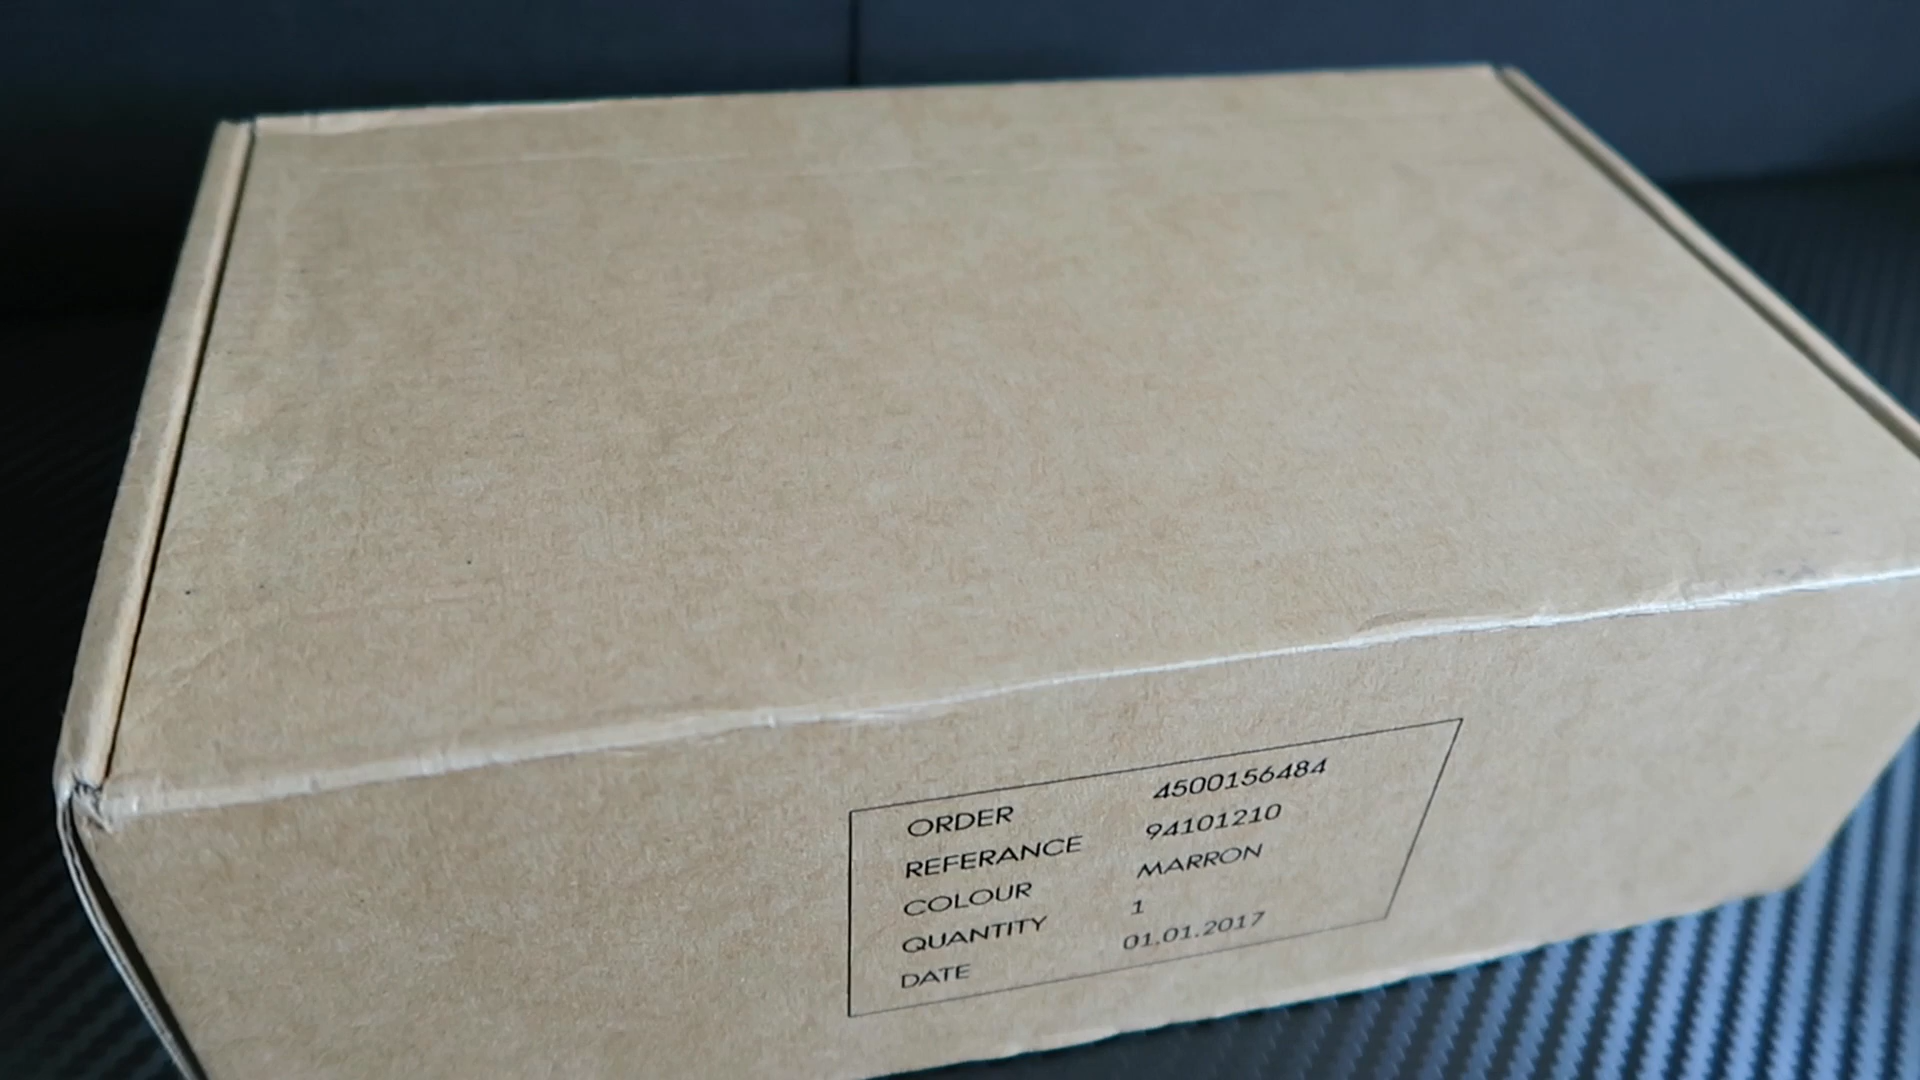 ORDER 4500156484
REFERANCE 94101210
COLOUR MARRON
QUANTITY 1
DATE 01.01.2017